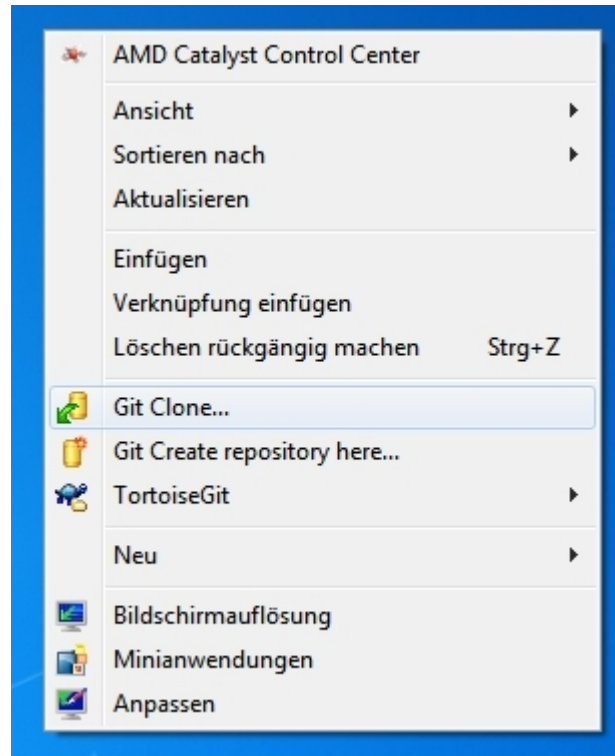 AMD Catalyst Control Center
Ansicht
Sortieren nach
Aktualisieren
Einfügen
Verknüpfung einfügen
Löschen rückgängig machen Strg+Z
Git Clone...
Git Create repository here...
TortoiseGit
Neu
Bildschirmauflösung
Minianwendungen
Anpassen